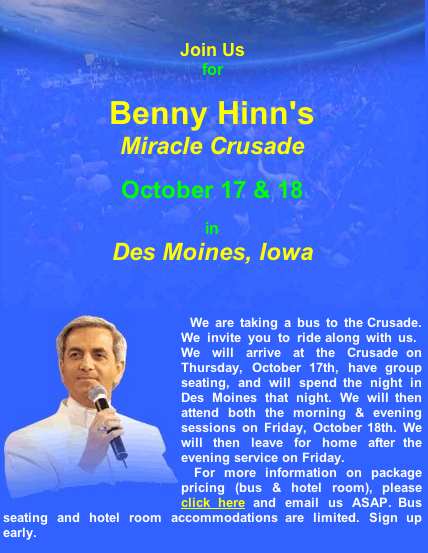 Join Us
for
Benny Hinn's
Miracle Crusade
October 17 & 18
in
Des Moines, Iowa
We are taking a bus to the Crusade.
We invite you to ride along with us.
We will arrive at the Crusade on
Thursday, October 17th, have group
seating, and will spend the night in
Des Moines that night. We will then
attend both the morning & evening
sessions on Friday, October 18th. We
will then leave for home after the
evening service on Friday.
For more information on package
pricing (bus & hotel room), please
click here and email us ASAP. Bus
seating and hotel room accommodations are limited. Sign up
early.